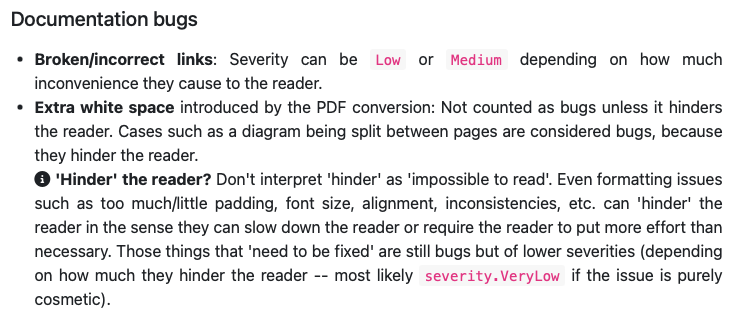 Documentation bugs
• Broken/incorrect links: Severity can be Low or Medium depending on how much
inconvenience they cause to the reader.
• Extra white space introduced by the PDF conversion: Not counted as bugs unless it hinders
the reader. Cases such as a diagram being split between pages are considered bugs, because
they hinder the reader.
'Hinder' the reader? Don't interpret 'hinder' as 'impossible to read'. Even formatting issues
such as too much/little padding, font size, alignment, inconsistencies, etc. can 'hinder' the
reader in the sense they can slow down the reader or require the reader to put more effort than
necessary. Those things that 'need to be fixed' are still bugs but of lower severities (depending
on how much they hinder the reader -- most likely severity.VeryLow if the issue is purely
cosmetic).